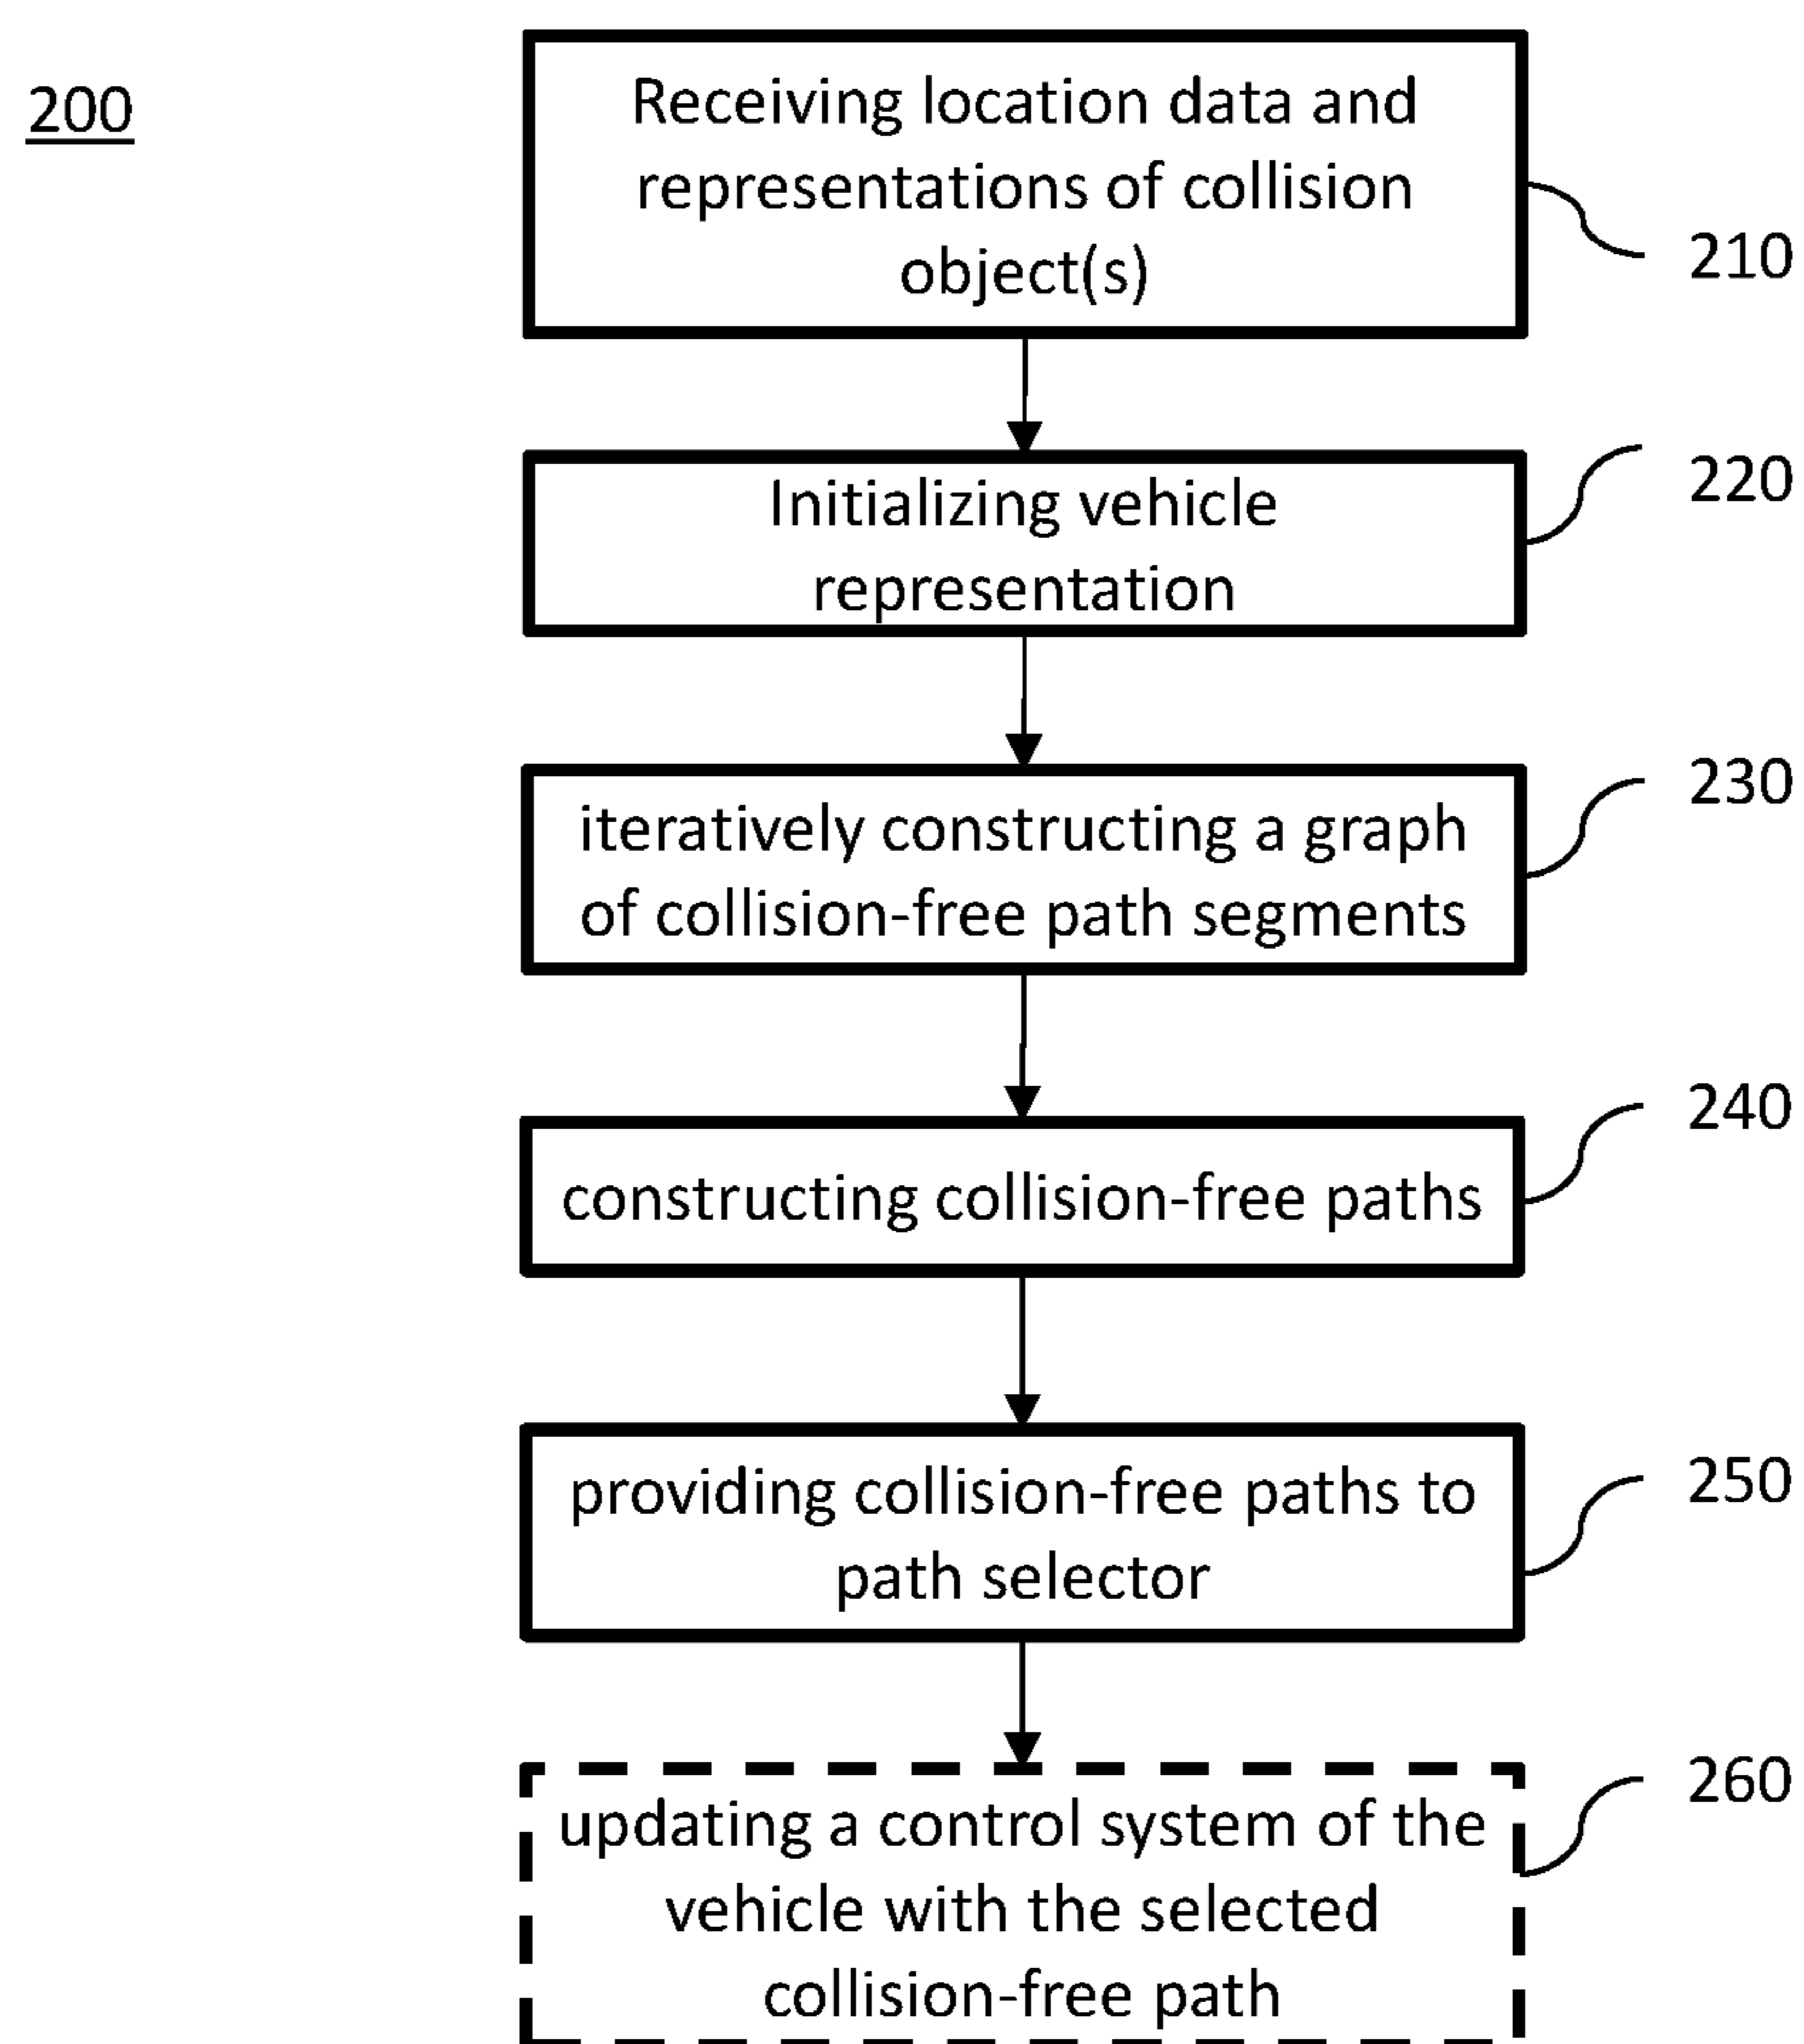 200
Receiving location data and
representations of collision
object(s)
210
Initializing vehicle
representation
220
iteratively constructing a graph
of collision-free path segments
230
constructing collision-free paths
240
providing collision-free paths to
path selector
250
updating a control system of the
vehicle with the selected
collision-free path
260